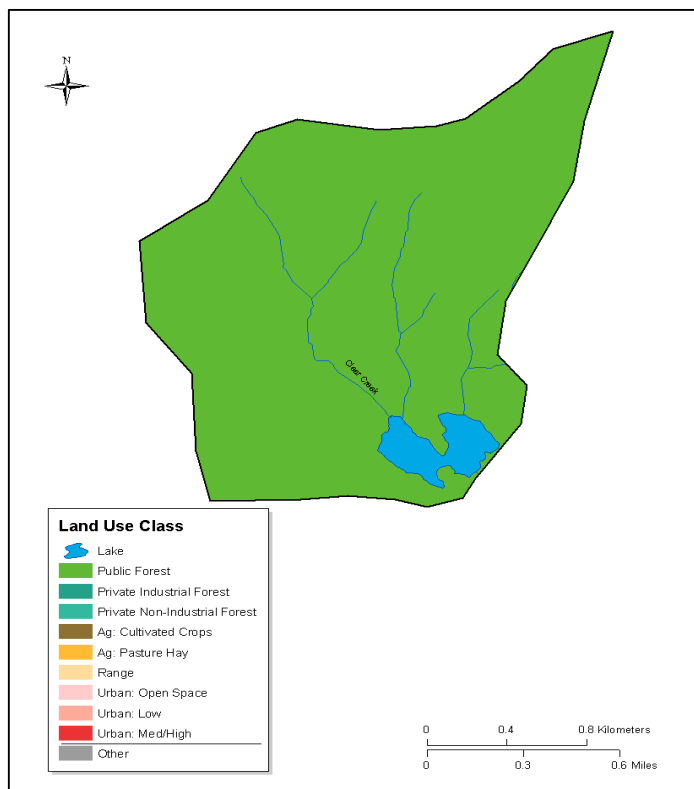 N
Clear Creek
Land Use Class
Lake
Public Forest
Private Industrial Forest
Private Non-Industrial Forest
Ag: Cultivated Crops
Ag: Pasture Hay
Range
Urban: Open Space
Urban: Low
Urban: Med/High
Other
0 0.4 0.8 Kilometers
0 0.3 0.6 Miles